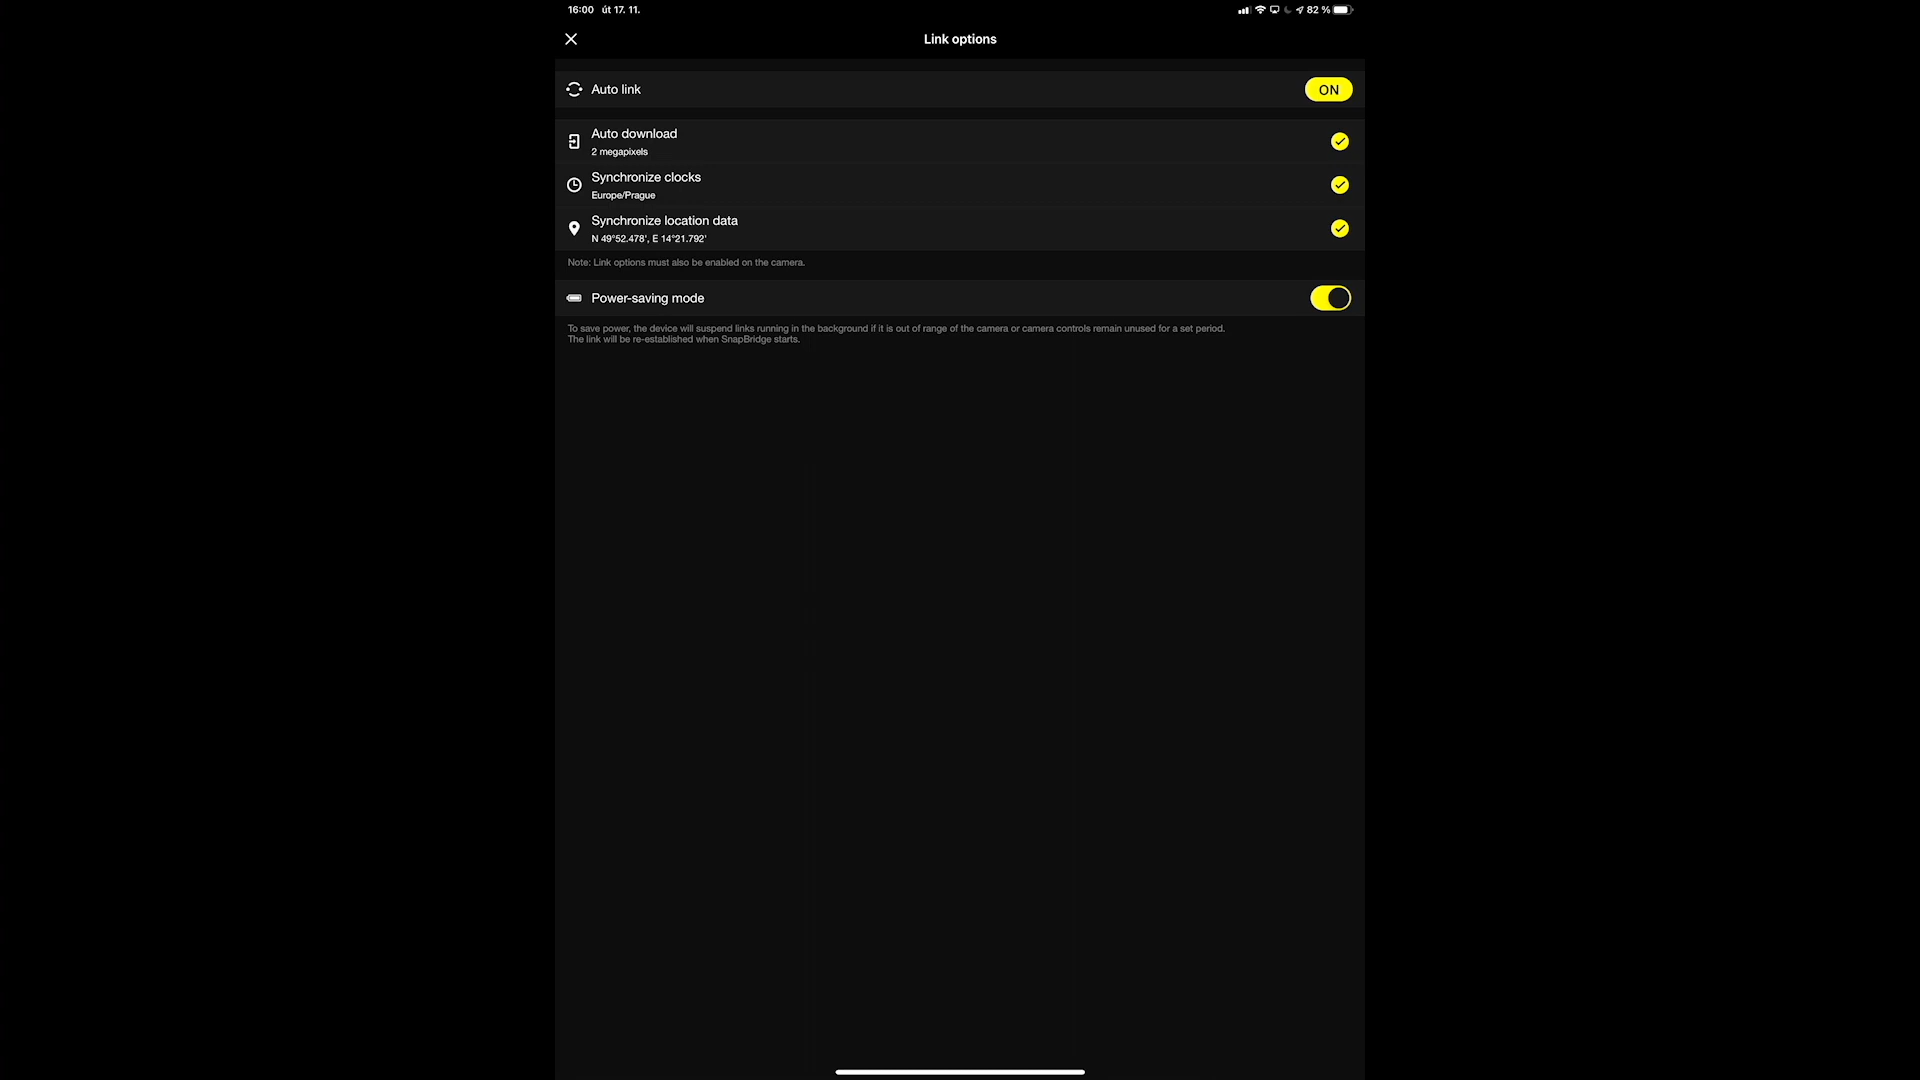 16:00 út 17. 11.
82 %
Link options
Auto link
ON
Auto download
2 megapixels
Synchronize clocks
Europe/Prague
Synchronize location data
N 49°52.478', E 14°21.792'
Note: Link options must also be enabled on the camera.
Power-saving mode
To save power, the device will suspend links running in the background if it is out of range of the camera or camera controls remain unused for a set period.
The link will be re-established when SnapBridge starts.